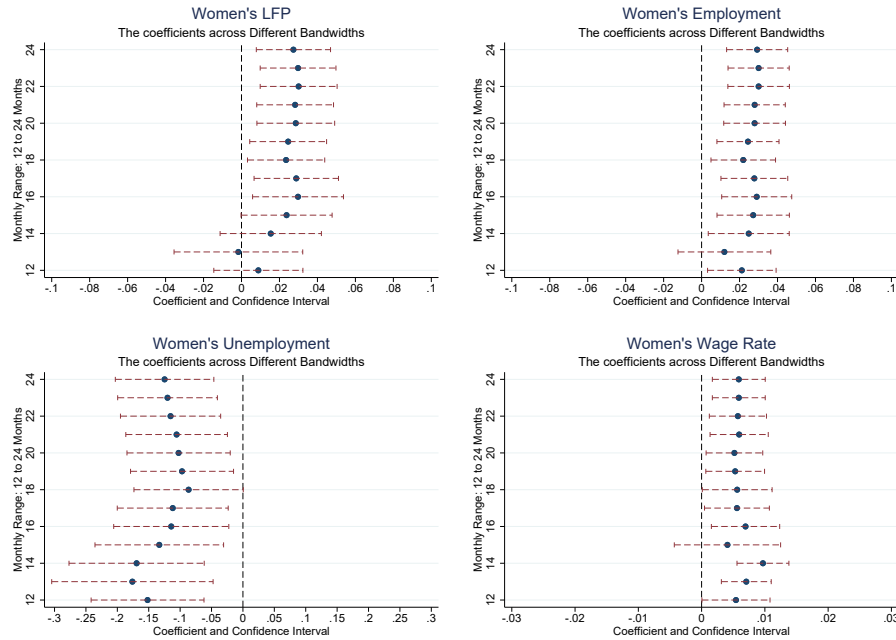 Women's LFP
The coefficients across Different Bandwidths
Monthly Range: 12 to 24 Months
24
22
20
18
16
14
12
-.1 -.08 -.06 -.04 -.02 0 .02 .04 .06 .08 .1
Coefficient and Confidence Interval
Women's Employment
The coefficients across Different Bandwidths
Monthly Range: 12 to 24 Months
24
22
20
18
16
14
12
-.1 -.08 -.06 -.04 -.02 0 .02 .04 .06 .08 .1
Coefficient and Confidence Interval
Women's Unemployment
The coefficients across Different Bandwidths
Monthly Range: 12 to 24 Months
24
22
20
18
16
14
12
-.3 -.25 -.2 -.15 -.1 -.05 0 .05 .1 .15 .2 .25 .3
Coefficient and Confidence Interval
Women's Wage Rate
The coefficients across Different Bandwidths
Monthly Range: 12 to 24 Months
24
22
20
18
16
14
12
-.03 -.02 -.01 0 .01 .02 .03
Coefficient and Confidence Interval